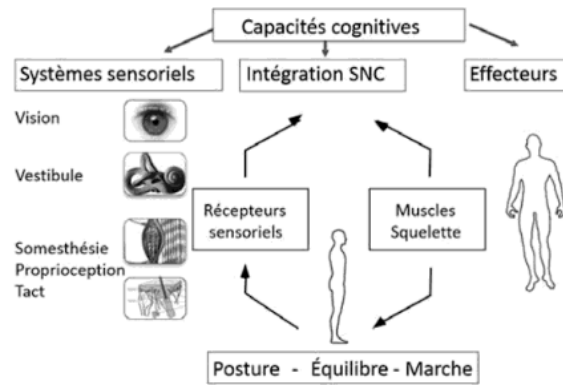 Capacités cognitives
Systèmes sensoriels
Intégration SNC
Effecteurs
Vision
Vestibule
Récepteurs
sensoriels
Muscles
Squelette
Somesthésie
Proprioception
Tact
Posture - Équilibre - Marche